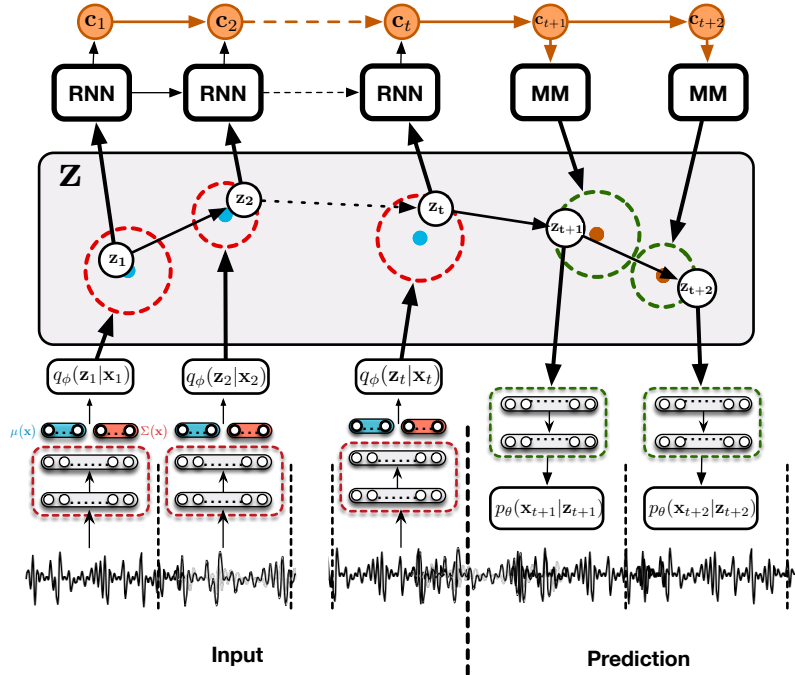 c₁ c₂ cₜ cₜ₊₁ cₜ₊₂
RNN RNN RNN MM MM
Z
z₁ z₂ zₜ zₜ₊₁ zₜ₊₂
qϕ(z₁|x₁) qϕ(z₂|x₂) qϕ(zₜ|xₜ)
μ(x) Σ(x)
pθ(xₜ₊₁|zₜ₊₁) pθ(xₜ₊₂|zₜ₊₂)
Input Prediction